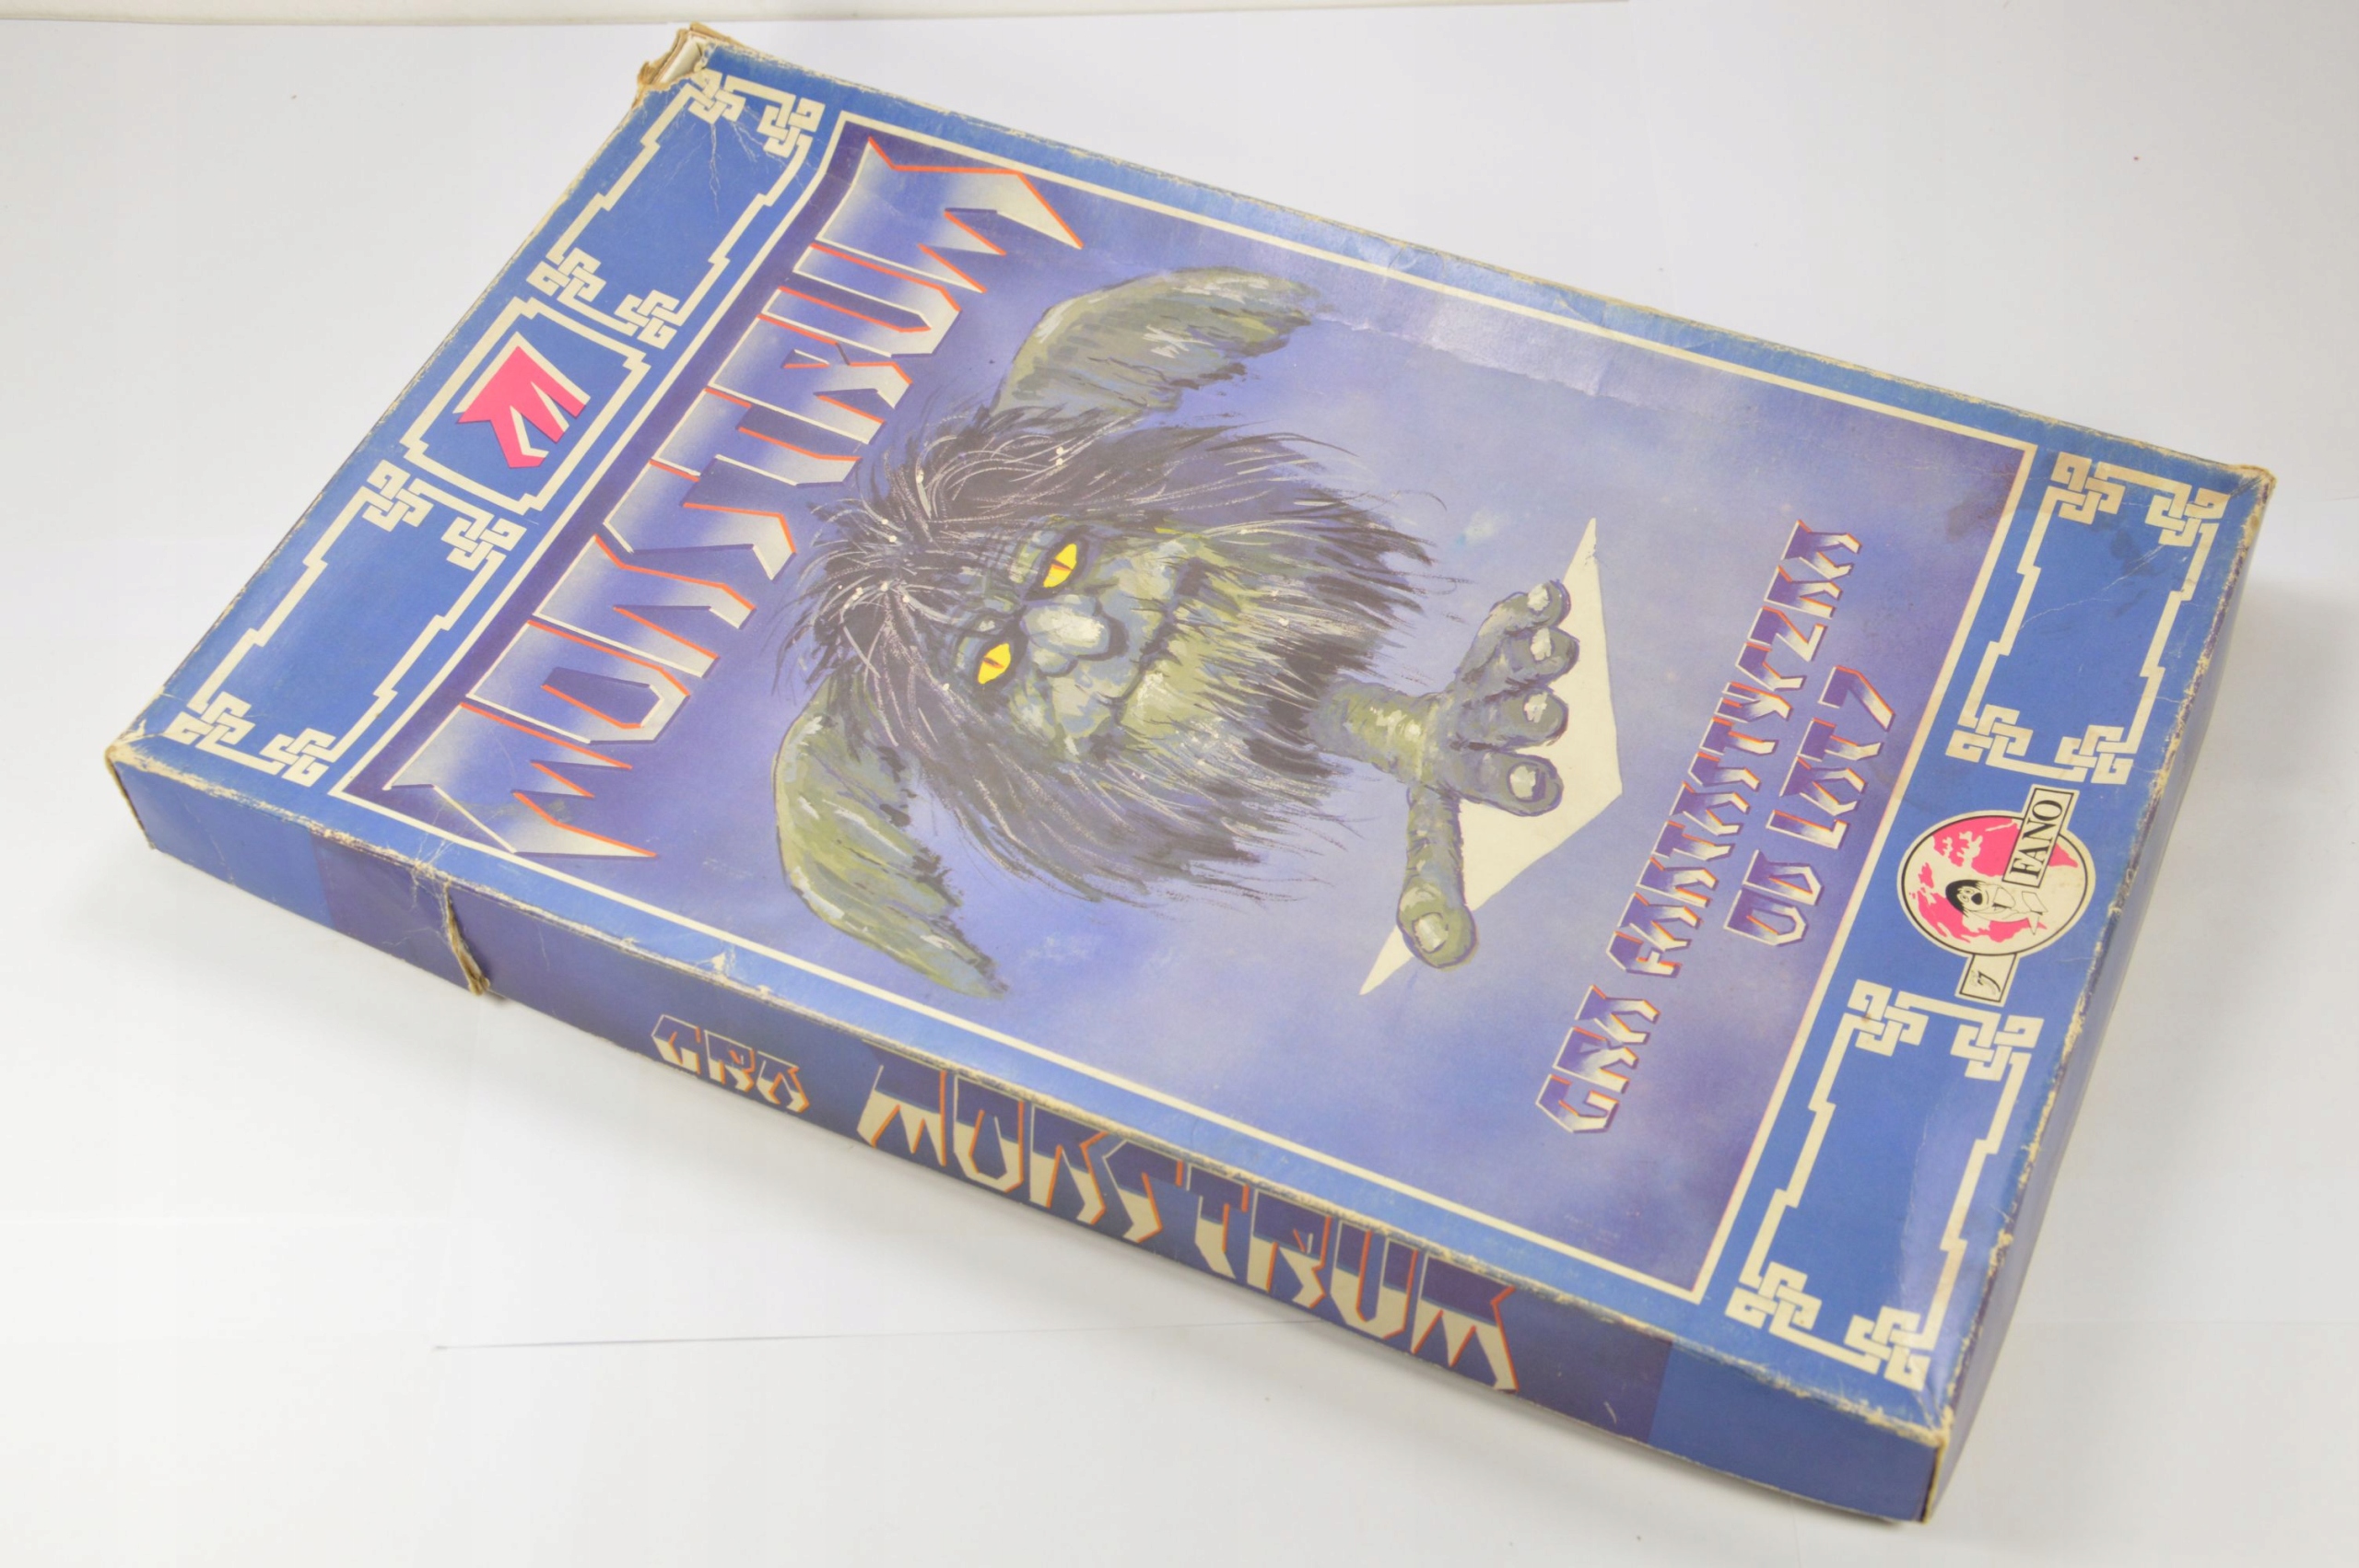 MONSTRUM
GRA FANTASTYCZNA
OD LAT 7
FANO
GRA MONSTRUM